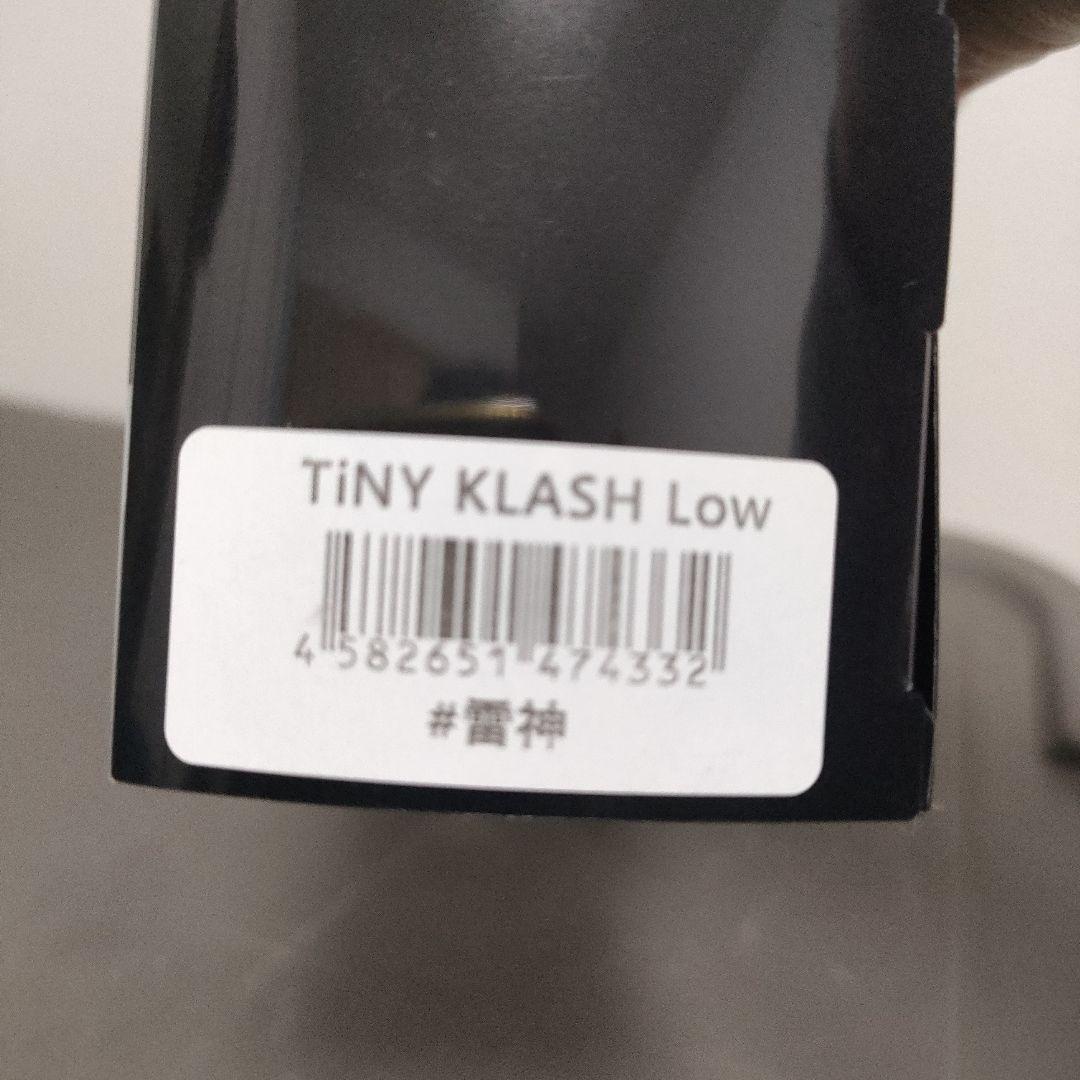 TiNY KLASH Low
4 582651 474332
#雷神